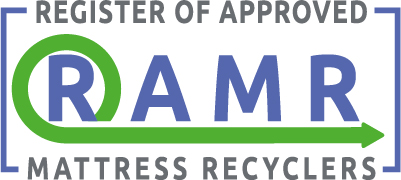 REGISTER OF APPROVED
RAMR
MATTRESS RECYCLERS